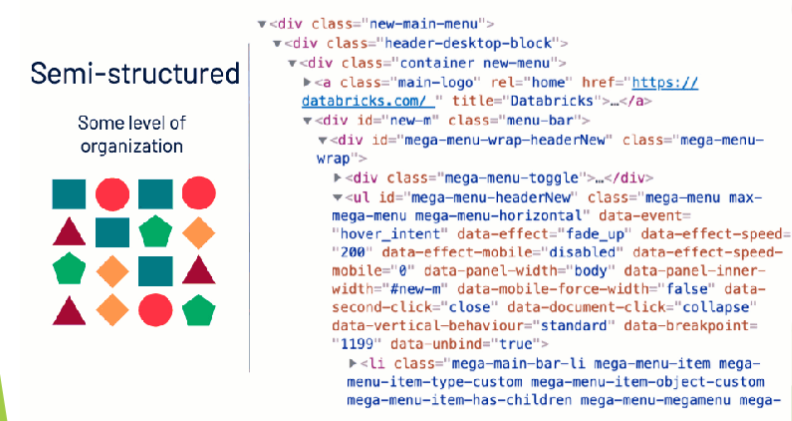 Semi-structured
Some level of
organization
▼<div class="new-main-menu">
▼<div class="header-desktop-block">
▼<div class="container new-menu">
▶<a class="main-logo" rel="home" href="https://
databricks.com/ " title="Databricks">…</a>
▼<div id="new-m" class="menu-bar">
▼<div id="mega-menu-wrap-headerNew" class="mega-menu-
wrap">
▶<div class="mega-menu-toggle">…</div>
▼<ul id="mega-menu-headerNew" class="mega-menu max-
mega-menu mega-menu-horizontal" data-event=
"hover_intent" data-effect="fade_up" data-effect-speed=
"200" data-effect-mobile="disabled" data-effect-speed-
mobile="0" data-panel-width="body" data-panel-inner-
width="#new-m" data-mobile-force-width="false" data-
second-click="close" data-document-click="collapse"
data-vertical-behaviour="standard" data-breakpoint=
"1199" data-unbind="true">
▶<li class="mega-main-bar-li mega-menu-item mega-
menu-item-type-custom mega-menu-item-object-custom
mega-menu-item-has-children mega-menu-megamenu mega-